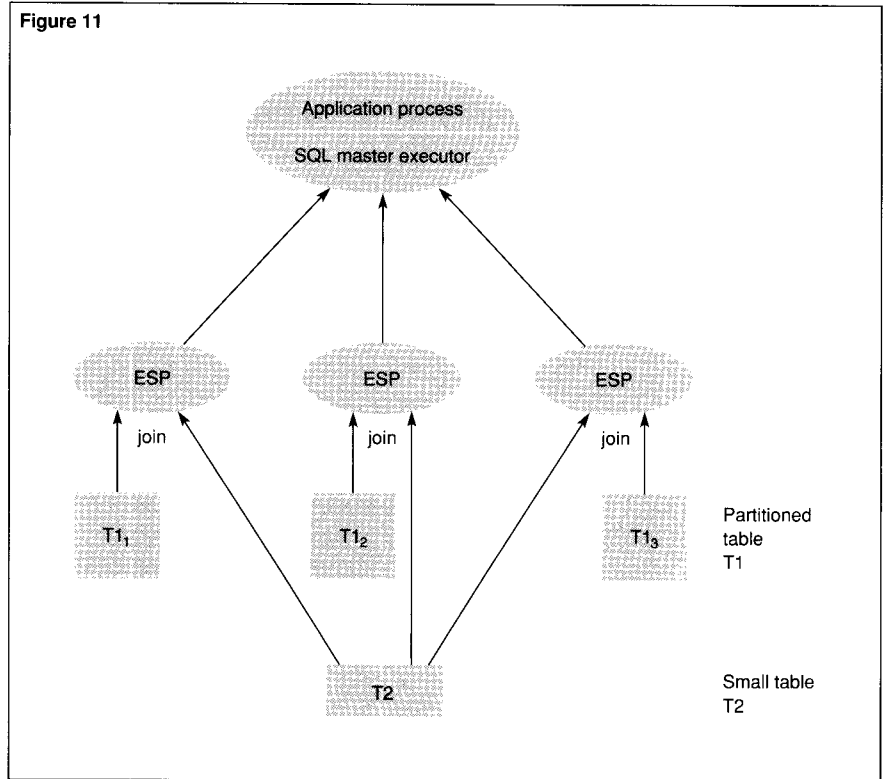 Figure 11
Application process
SQL master executor
ESP
ESP
ESP
join
join
join
T1₁
T1₂
T1₃
Partitioned
table
T1
T2
Small table
T2